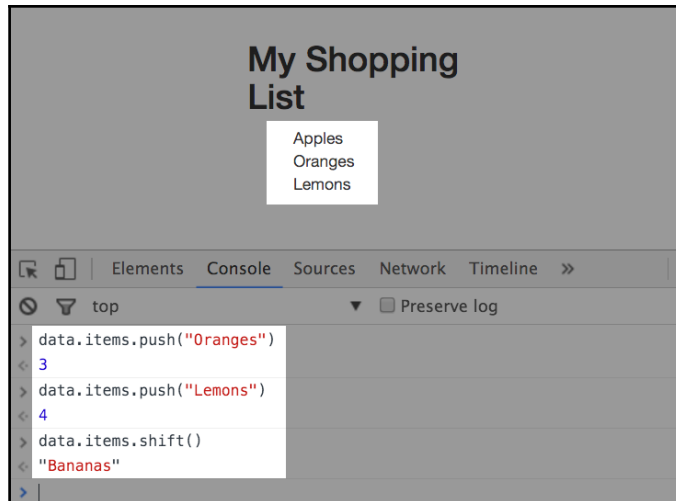 My Shopping
List
Apples
Oranges
Lemons
Elements Console Sources Network Timeline »
top ▼ Preserve log
> data.items.push("Oranges")
<· 3
> data.items.push("Lemons")
<· 4
> data.items.shift()
<· "Bananas"
>